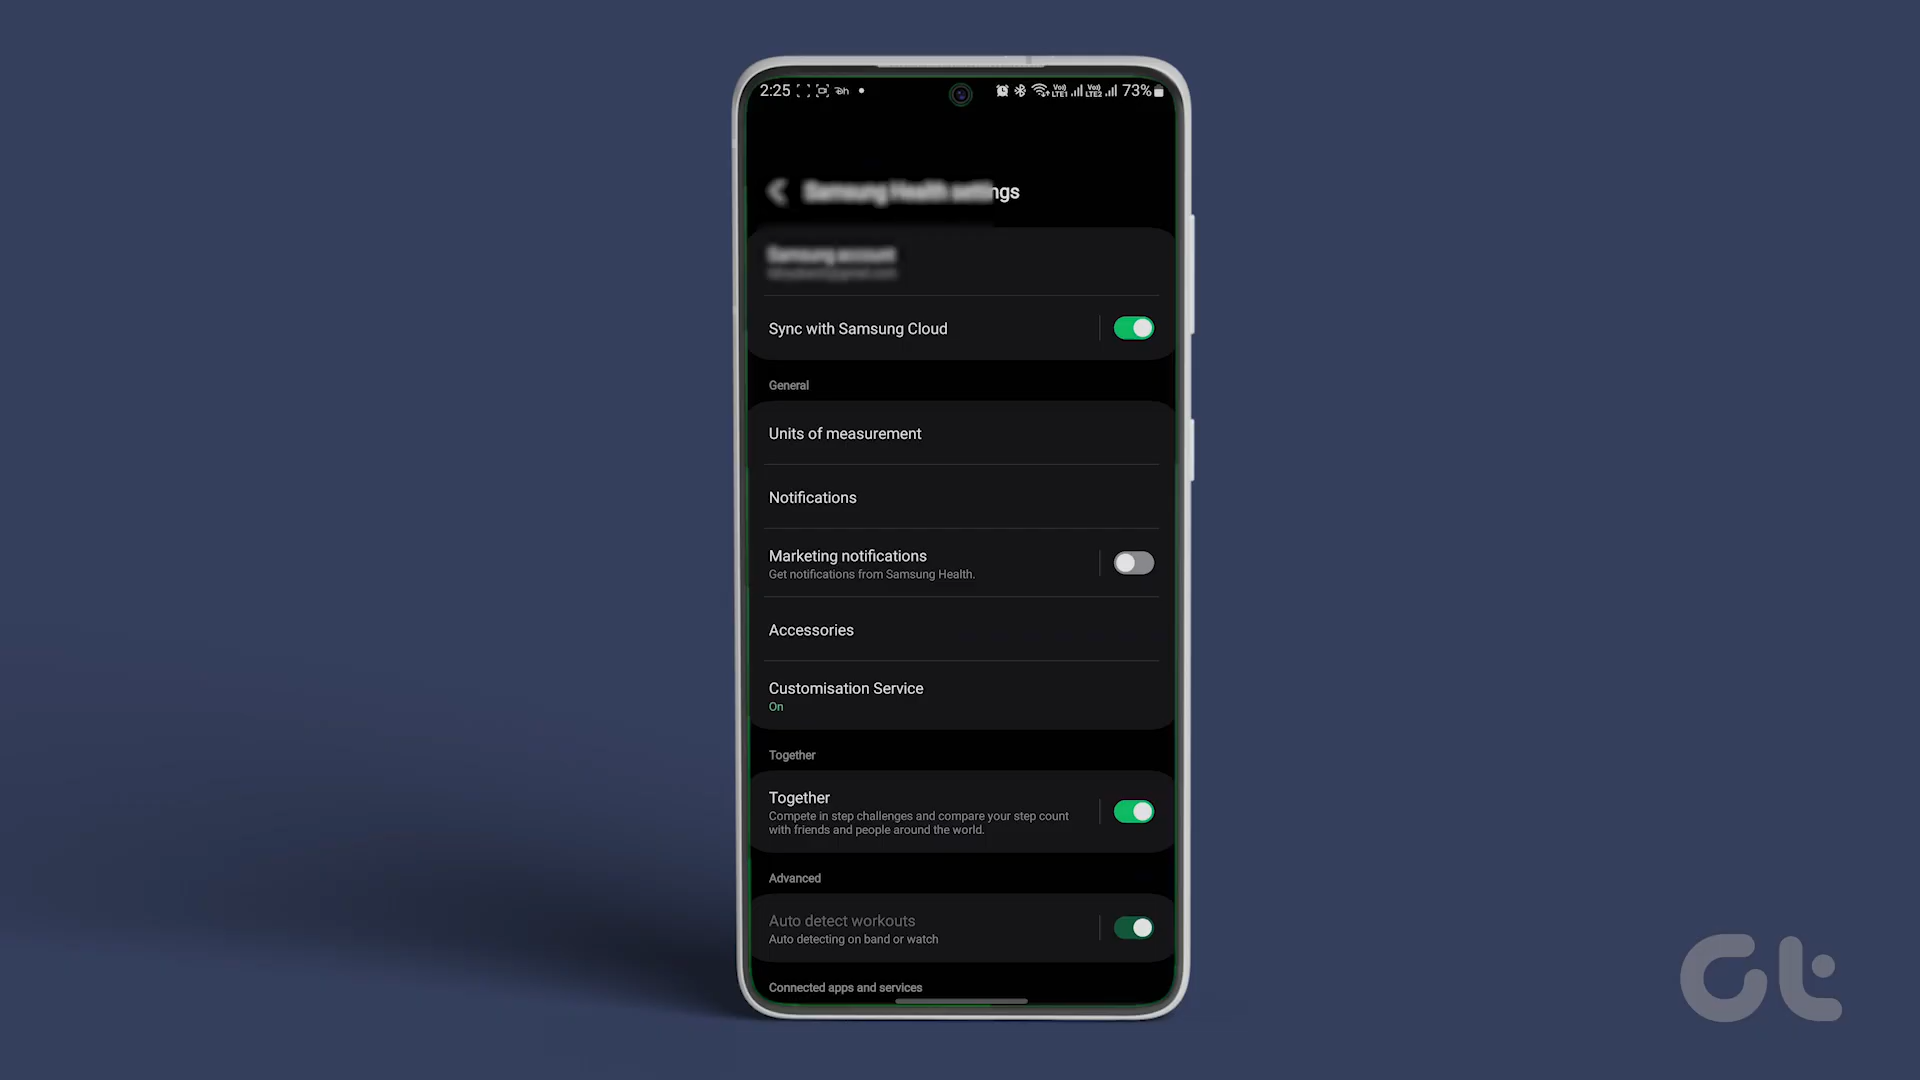 2:25 73%
Samsung Health settings
Samsung account
Sync with Samsung Cloud
General
Units of measurement
Notifications
Marketing notifications
Get notifications from Samsung Health.
Accessories
Customisation Service
On
Together
Together
Compete in step challenges and compare your step count
with friends and people around the world.
Advanced
Auto detect workouts
Auto detecting on band or watch
Connected apps and services
Gt